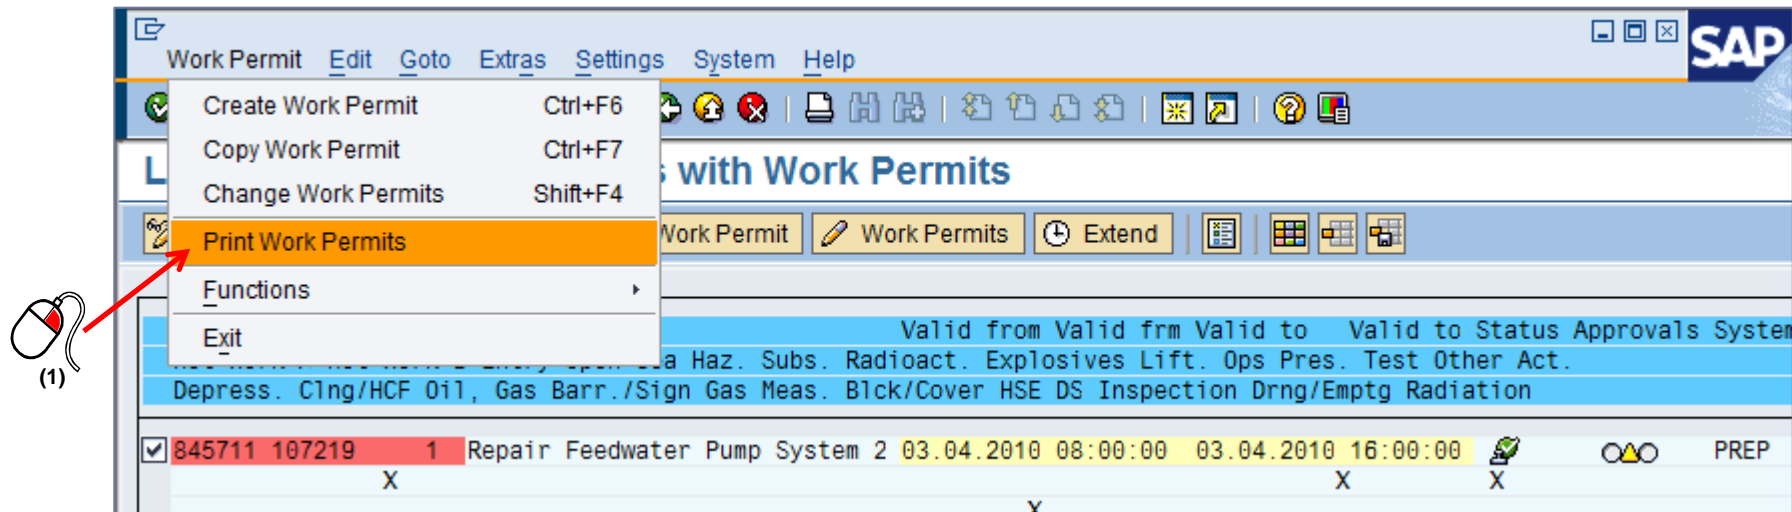 SAP
Work Permit Edit Goto Extras Settings System Help
Create Work Permit Ctrl+F6
Copy Work Permit Ctrl+F7
Change Work Permits Shift+F4
Print Work Permits
Functions
Exit
L s with Work Permits
Work Permit Work Permits Extend
(1)
Valid from Valid frm Valid to Valid to Status Approvals System
a Haz. Subs. Radioact. Explosives Lift. Ops Pres. Test Other Act.
Depress. Clng/HCF Oil, Gas Barr./Sign Gas Meas. Blck/Cover HSE DS Inspection Drng/Emptg Radiation
845711 107219 1 Repair Feedwater Pump System 2 03.04.2010 08:00:00 03.04.2010 16:00:00 PREP
X X X
X